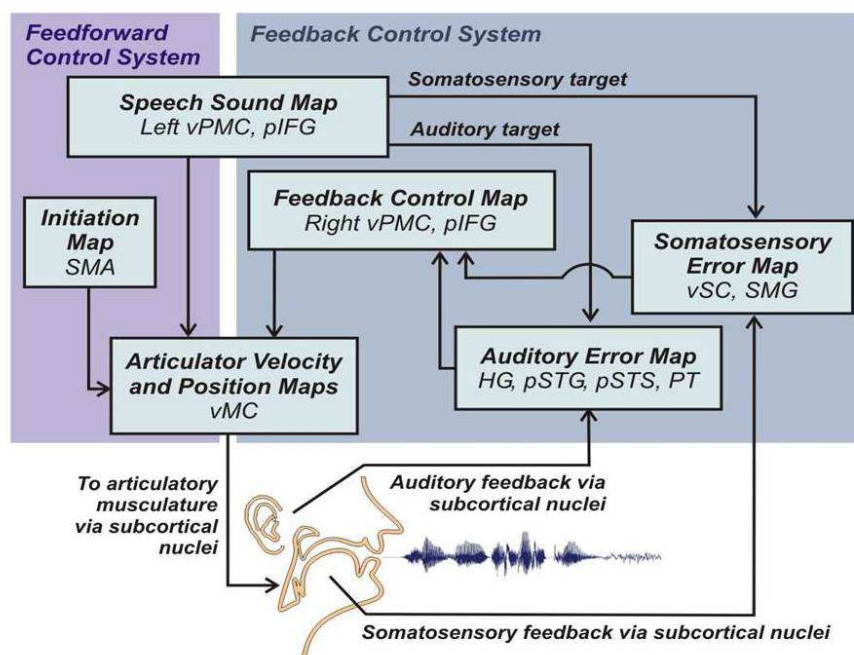 Feedforward
Control System
Feedback Control System
Speech Sound Map
Left vPMC, pIFG
Somatosensory target
Auditory target
Initiation
Map
SMA
Feedback Control Map
Right vPMC, pIFG
Somatosensory
Error Map
vSC, SMG
Articulator Velocity
and Position Maps
vMC
Auditory Error Map
HG, pSTG, pSTS, PT
To articulatory
musculature
via subcortical
nuclei
Auditory feedback via
subcortical nuclei
Somatosensory feedback via subcortical nuclei